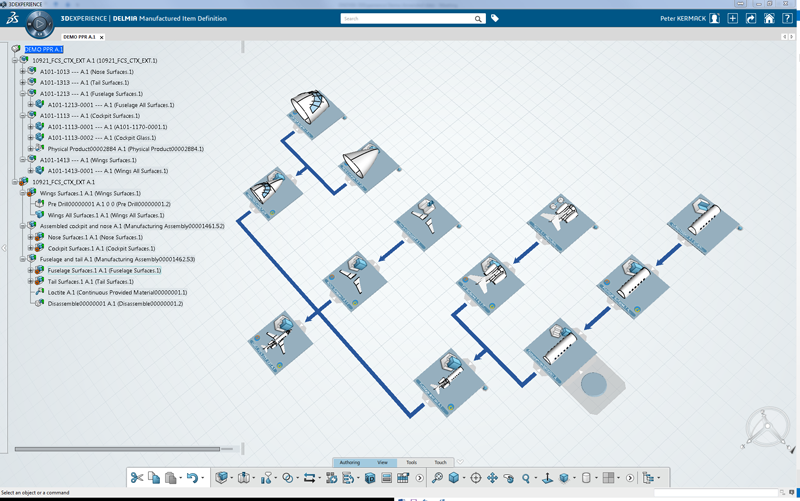 3DEXPERIENCE
3DEXPERIENCE | DELMIA Manufactured Item Definition
Search
Peter KERMACK
DEMO PPR A.1
DEMO PPR A.1
10921_FCS_CTX_EXT A.1 (10921_FCS_CTX_EXT.1)
A101-1013 --- A.1 (Nose Surfaces.1)
A101-1313 --- A.1 (Tail Surfaces.1)
A101-1213 --- A.1 (Fuselage Surfaces.1)
A101-1213-0001 --- A.1 (Fuselage All Surfaces.1)
A101-1113 --- A.1 (Cockpit Surfaces.1)
A101-1113-0001 --- A.1 (A101-1170-0001.1)
A101-1113-0002 --- A.1 (Cockpit Glass.1)
Physical Product00002884 A.1 (Physical Product00002884.1)
A101-1413 --- A.1 (Wings Surfaces.1)
A101-1413-0001 --- A.1 (Wings All Surfaces.1)
10921_FCS_CTX_EXT A.1
Wings Surfaces.1 A.1 (Wings Surfaces.1)
Pre Drill00000001 A.1 0 0 (Pre Drill00000001.2)
Wings All Surfaces.1 A.1 (Wings All Surfaces.1)
Assembled cockpit and nose A.1 (Manufacturing Assembly00001461.52)
Nose Surfaces.1 A.1 (Nose Surfaces.1)
Cockpit Surfaces.1 A.1 (Cockpit Surfaces.1)
Fuselage and tail A.1 (Manufacturing Assembly00001462.53)
Fuselage Surfaces.1 A.1 (Fuselage Surfaces.1)
Tail Surfaces.1 A.1 (Tail Surfaces.1)
Loctite A.1 (Continuous Provided Material00000001.1)
Disassemble00000001 A.1 (Disassemble00000001.2)
Authoring View Tools Touch
Select an object or a command